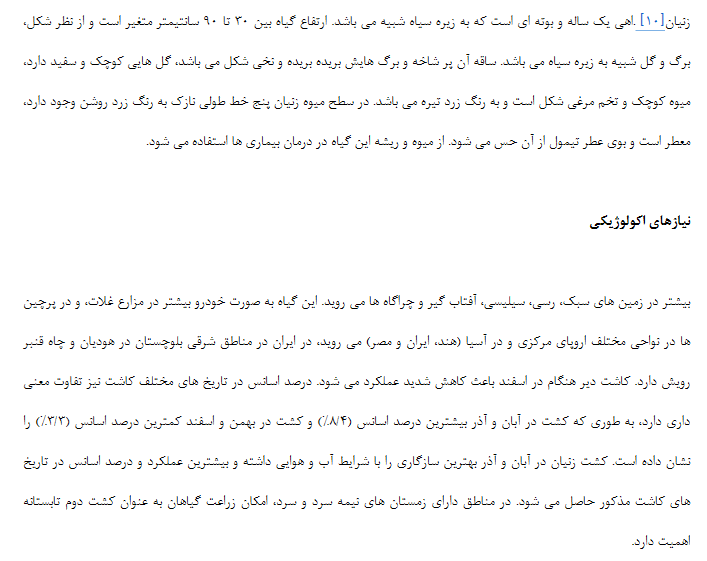 زنیان[۱۰] .اهی یک ساله و بوته ای است که به زیره سیاه شبیه می باشد. ارتفاع گیاه بین ۳۰ تا ۹۰ سانتیمتر متغیر است و از نظر شکل،
برگ و گل شبیه به زیره سیاه می باشد. ساقه آن پر شاخه و برگ هایش بریده بریده و نخی شکل می باشد، گل هایی کوچک و سفید دارد،
میوه کوچک و تخم مرغی شکل است و به رنگ زرد تیره می باشد. در سطح میوه زنیان پنج خط طولی نازک به رنگ زرد روشن وجود دارد،
معطر است و بوی عطر تیمول از آن حس می شود. از میوه و ریشه این گیاه در درمان بیماری ها استفاده می شود.
نیازهای اکولوژیکی
بیشتر در زمین های سبک، رسی، سیلیسی، آفتاب گیر و چراگاه ها می روید. این گیاه به صورت خودرو بیشتر در مزارع غلات، و در پرچین
ها در نواحی مختلف اروپای مرکزی و در آسیا (هند، ایران و مصر) می روید، در ایران در مناطق شرقی بلوچستان در هودیان و چاه قنبر
رویش دارد. کاشت دیر هنگام در اسفند باعث کاهش شدید عملکرد می شود. درصد اسانس در تاریخ های مختلف کاشت نیز تفاوت معنی
داری دارد، به طوری که کشت در آبان و آذر بیشترین درصد اسانس (۸/۴٪) و کشت در بهمن و اسفند کمترین درصد اسانس (۳/۳٪) را
نشان داده است. کشت زنیان در آبان و آذر بهترین سازگاری را با شرایط آب و هوایی داشته و بیشترین عملکرد و درصد اسانس در تاریخ
های کاشت مذکور حاصل می شود. در مناطق دارای زمستان های نیمه سرد و سرد، امکان زراعت گیاهان به عنوان کشت دوم تابستانه
اهمیت دارد.